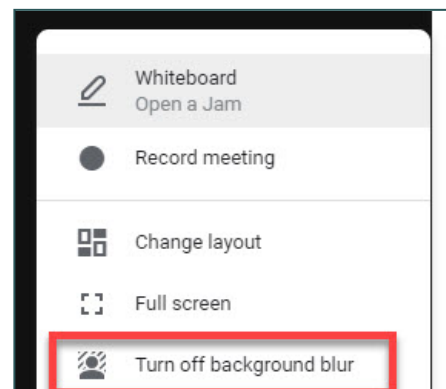 Whiteboard
Open a Jam
Record meeting
Change layout
Full screen
Turn off background blur